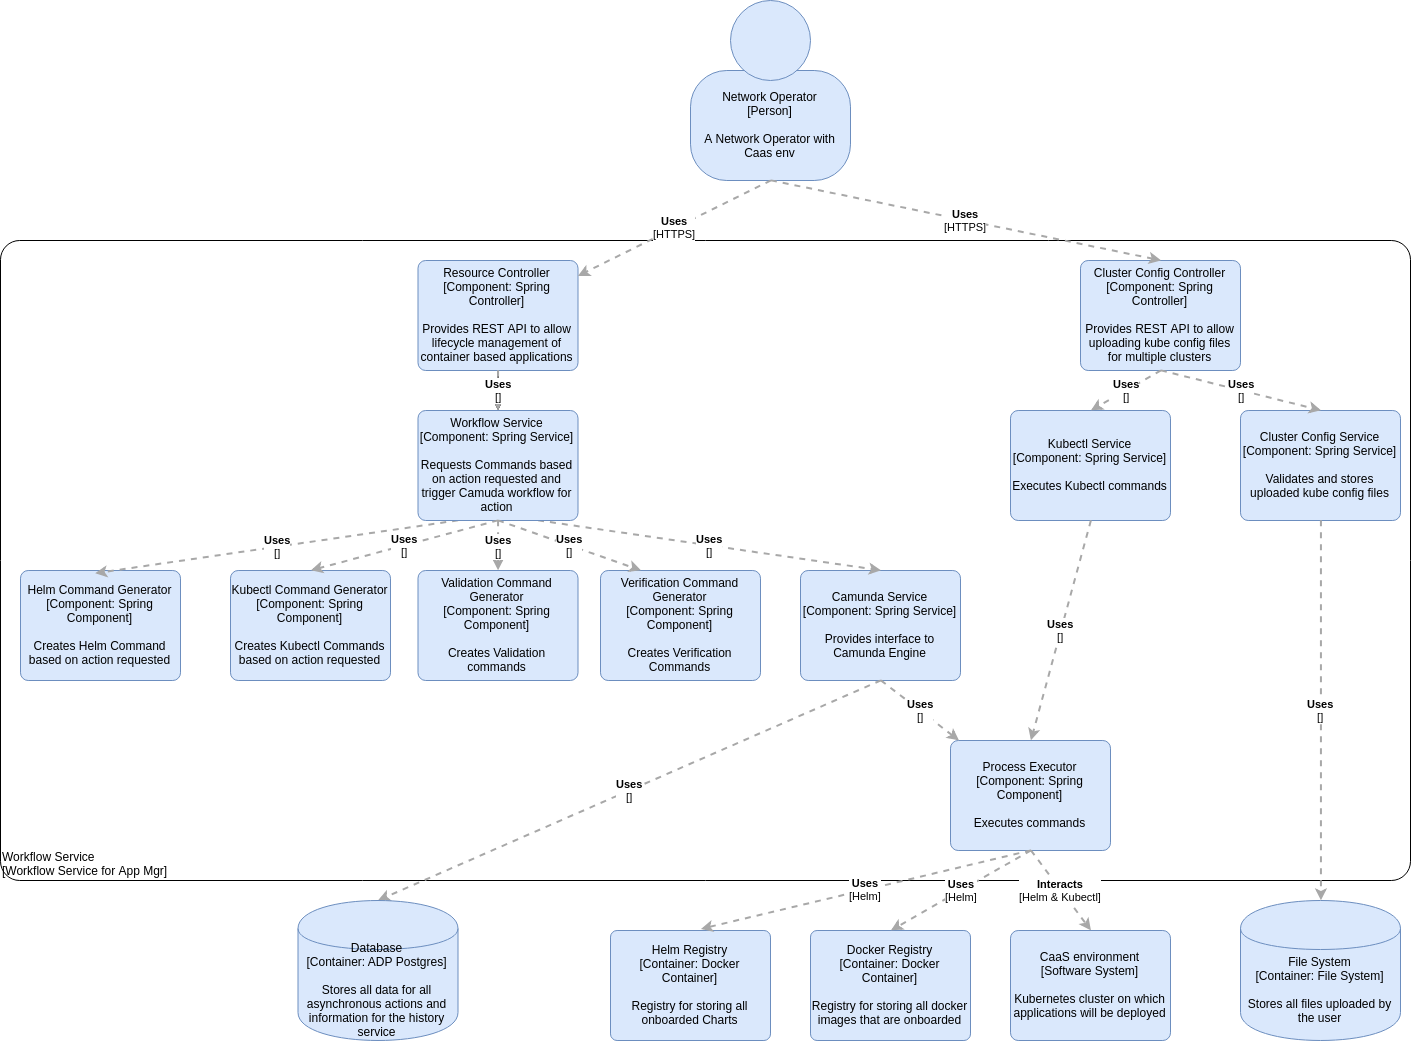 Network Operator
[Person]
A Network Operator with
Caas env
Uses
[HTTPS]
Uses
[HTTPS]
Resource Controller
[Component: Spring
Controller]
Provides REST API to allow
lifecycle management of
container based applications
Cluster Config Controller
[Component: Spring
Controller]
Provides REST API to allow
uploading kube config files
for multiple clusters
Uses
[]
Uses
[]
Uses
[]
Workflow Service
[Component: Spring Service]
Requests Commands based
on action requested and
trigger Camuda workflow for
action
Kubectl Service
[Component: Spring Service]
Executes Kubectl commands
Cluster Config Service
[Component: Spring Service]
Validates and stores
uploaded kube config files
Uses
[]
Uses
[]
Uses
[]
Uses
[]
Uses
[]
Helm Command Generator
[Component: Spring
Component]
Creates Helm Command
based on action requested
Kubectl Command Generator
[Component: Spring
Component]
Creates Kubectl Commands
based on action requested
Validation Command
Generator
[Component: Spring
Component]
Creates Validation
commands
Verification Command
Generator
[Component: Spring
Component]
Creates Verification
Commands
Camunda Service
[Component: Spring Service]
Provides interface to
Camunda Engine
Uses
[]
Uses
[]
Uses
[]
Uses
[]
Process Executor
[Component: Spring
Component]
Executes commands
Workflow Service
[Workflow Service for App Mgr]
Uses
[Helm]
Uses
[Helm]
Interacts
[Helm & Kubectl]
Database
[Container: ADP Postgres]
Stores all data for all
asynchronous actions and
information for the history
service
Helm Registry
[Container: Docker
Container]
Registry for storing all
onboarded Charts
Docker Registry
[Container: Docker
Container]
Registry for storing all docker
images that are onboarded
CaaS environment
[Software System]
Kubernetes cluster on which
applications will be deployed
File System
[Container: File System]
Stores all files uploaded by
the user